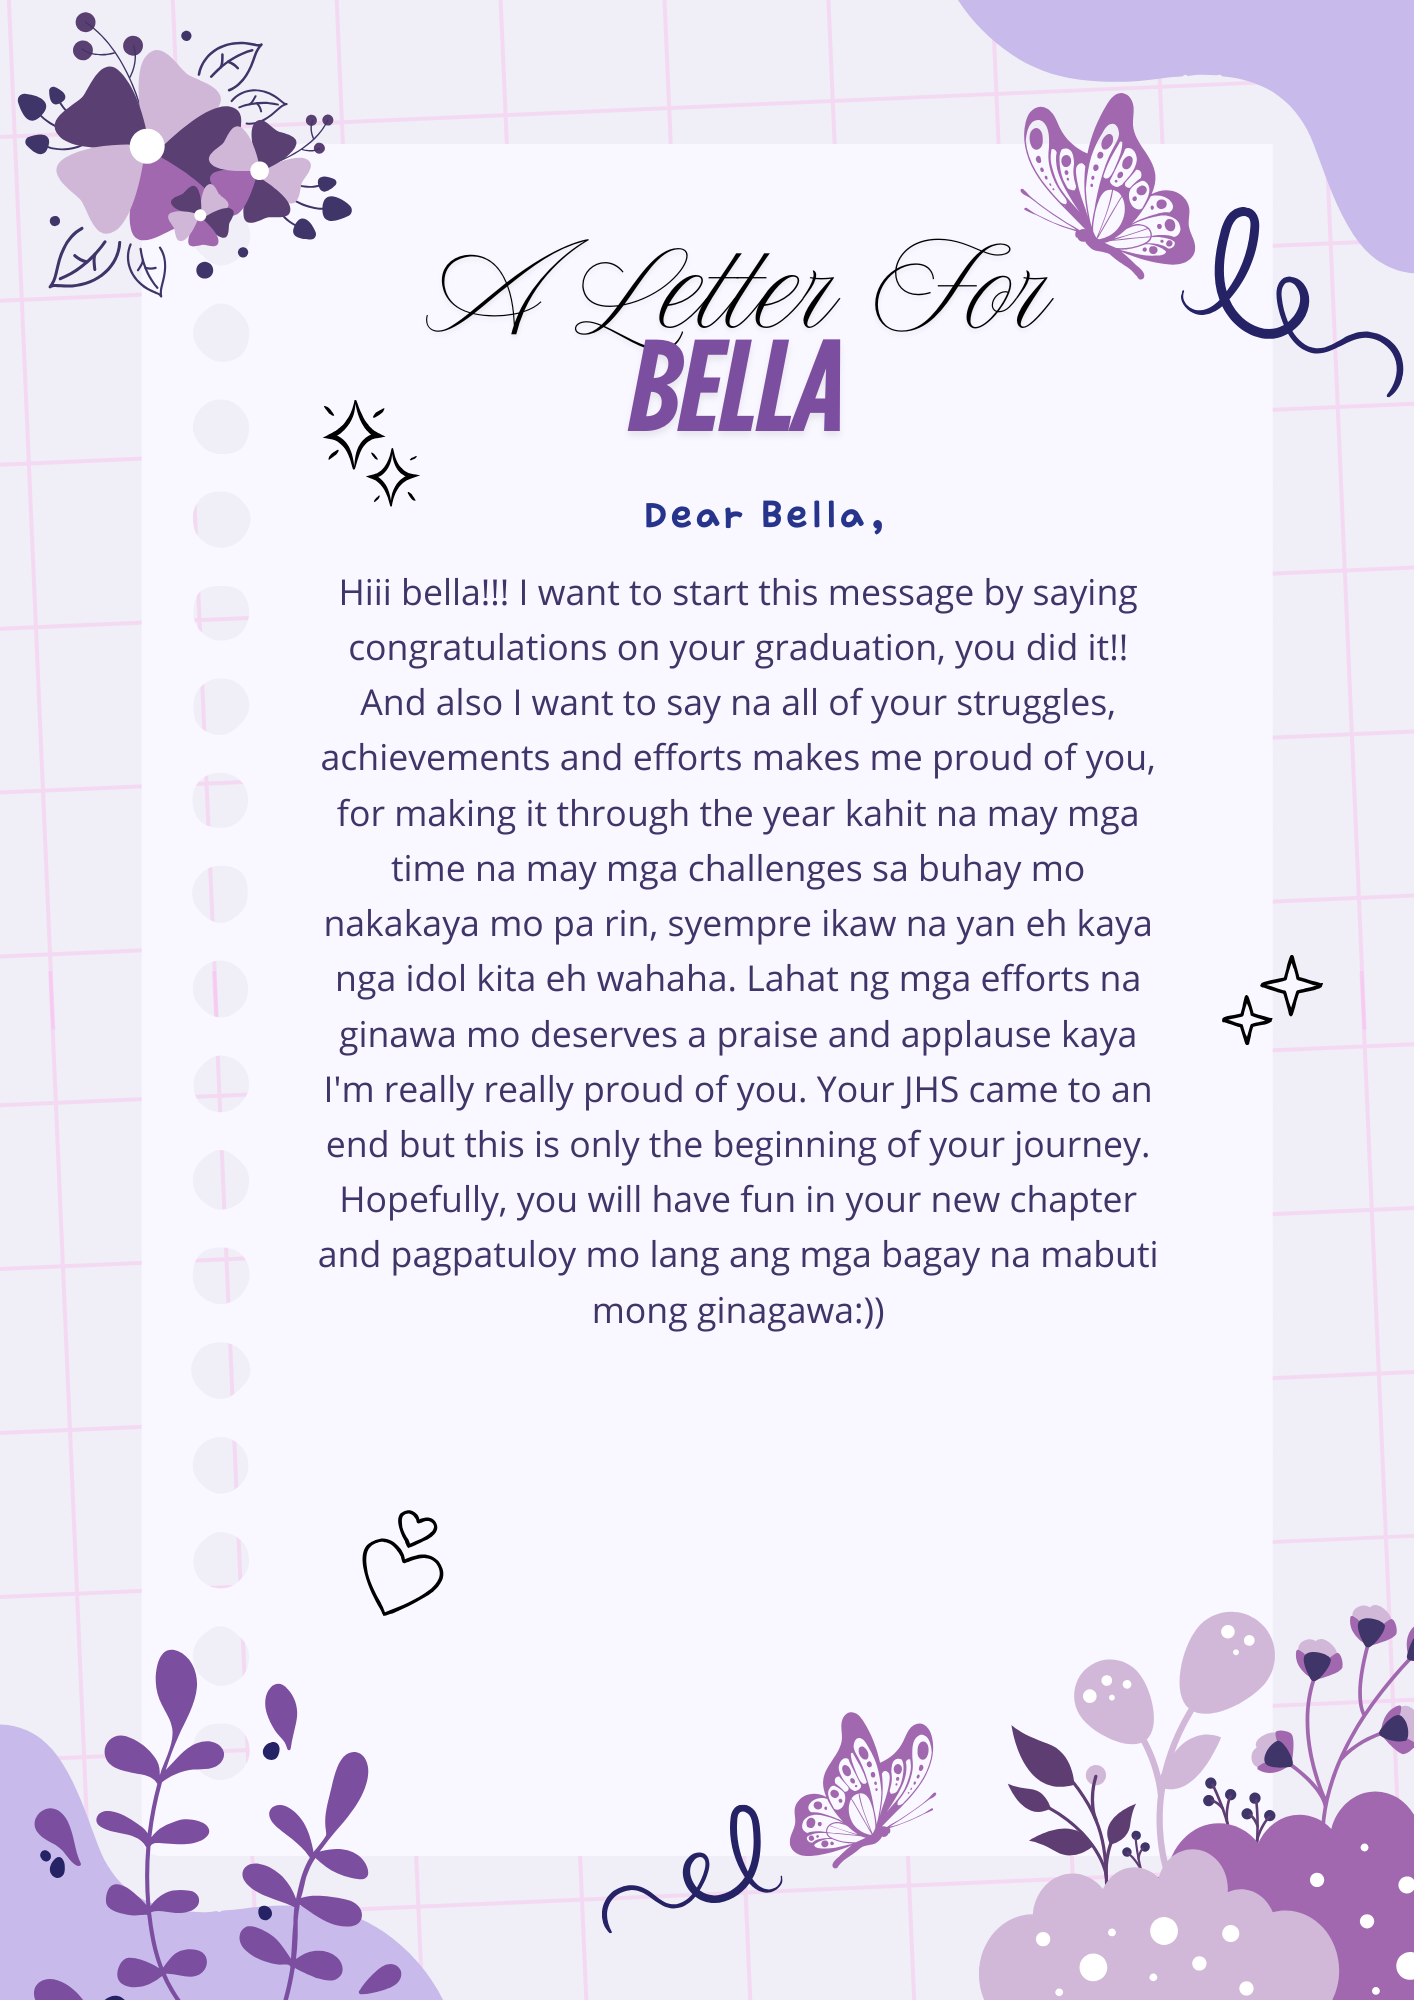 A Letter For
BELLA
Dear Bella,
Hiii bella!!! I want to start this message by saying
congratulations on your graduation, you did it!!
And also I want to say na all of your struggles,
achievements and efforts makes me proud of you,
for making it through the year kahit na may mga
time na may mga challenges sa buhay mo
nakakaya mo pa rin, syempre ikaw na yan eh kaya
nga idol kita eh wahaha. Lahat ng mga efforts na
ginawa mo deserves a praise and applause kaya
I'm really really proud of you. Your JHS came to an
end but this is only the beginning of your journey.
Hopefully, you will have fun in your new chapter
and pagpatuloy mo lang ang mga bagay na mabuti
mong ginagawa:))